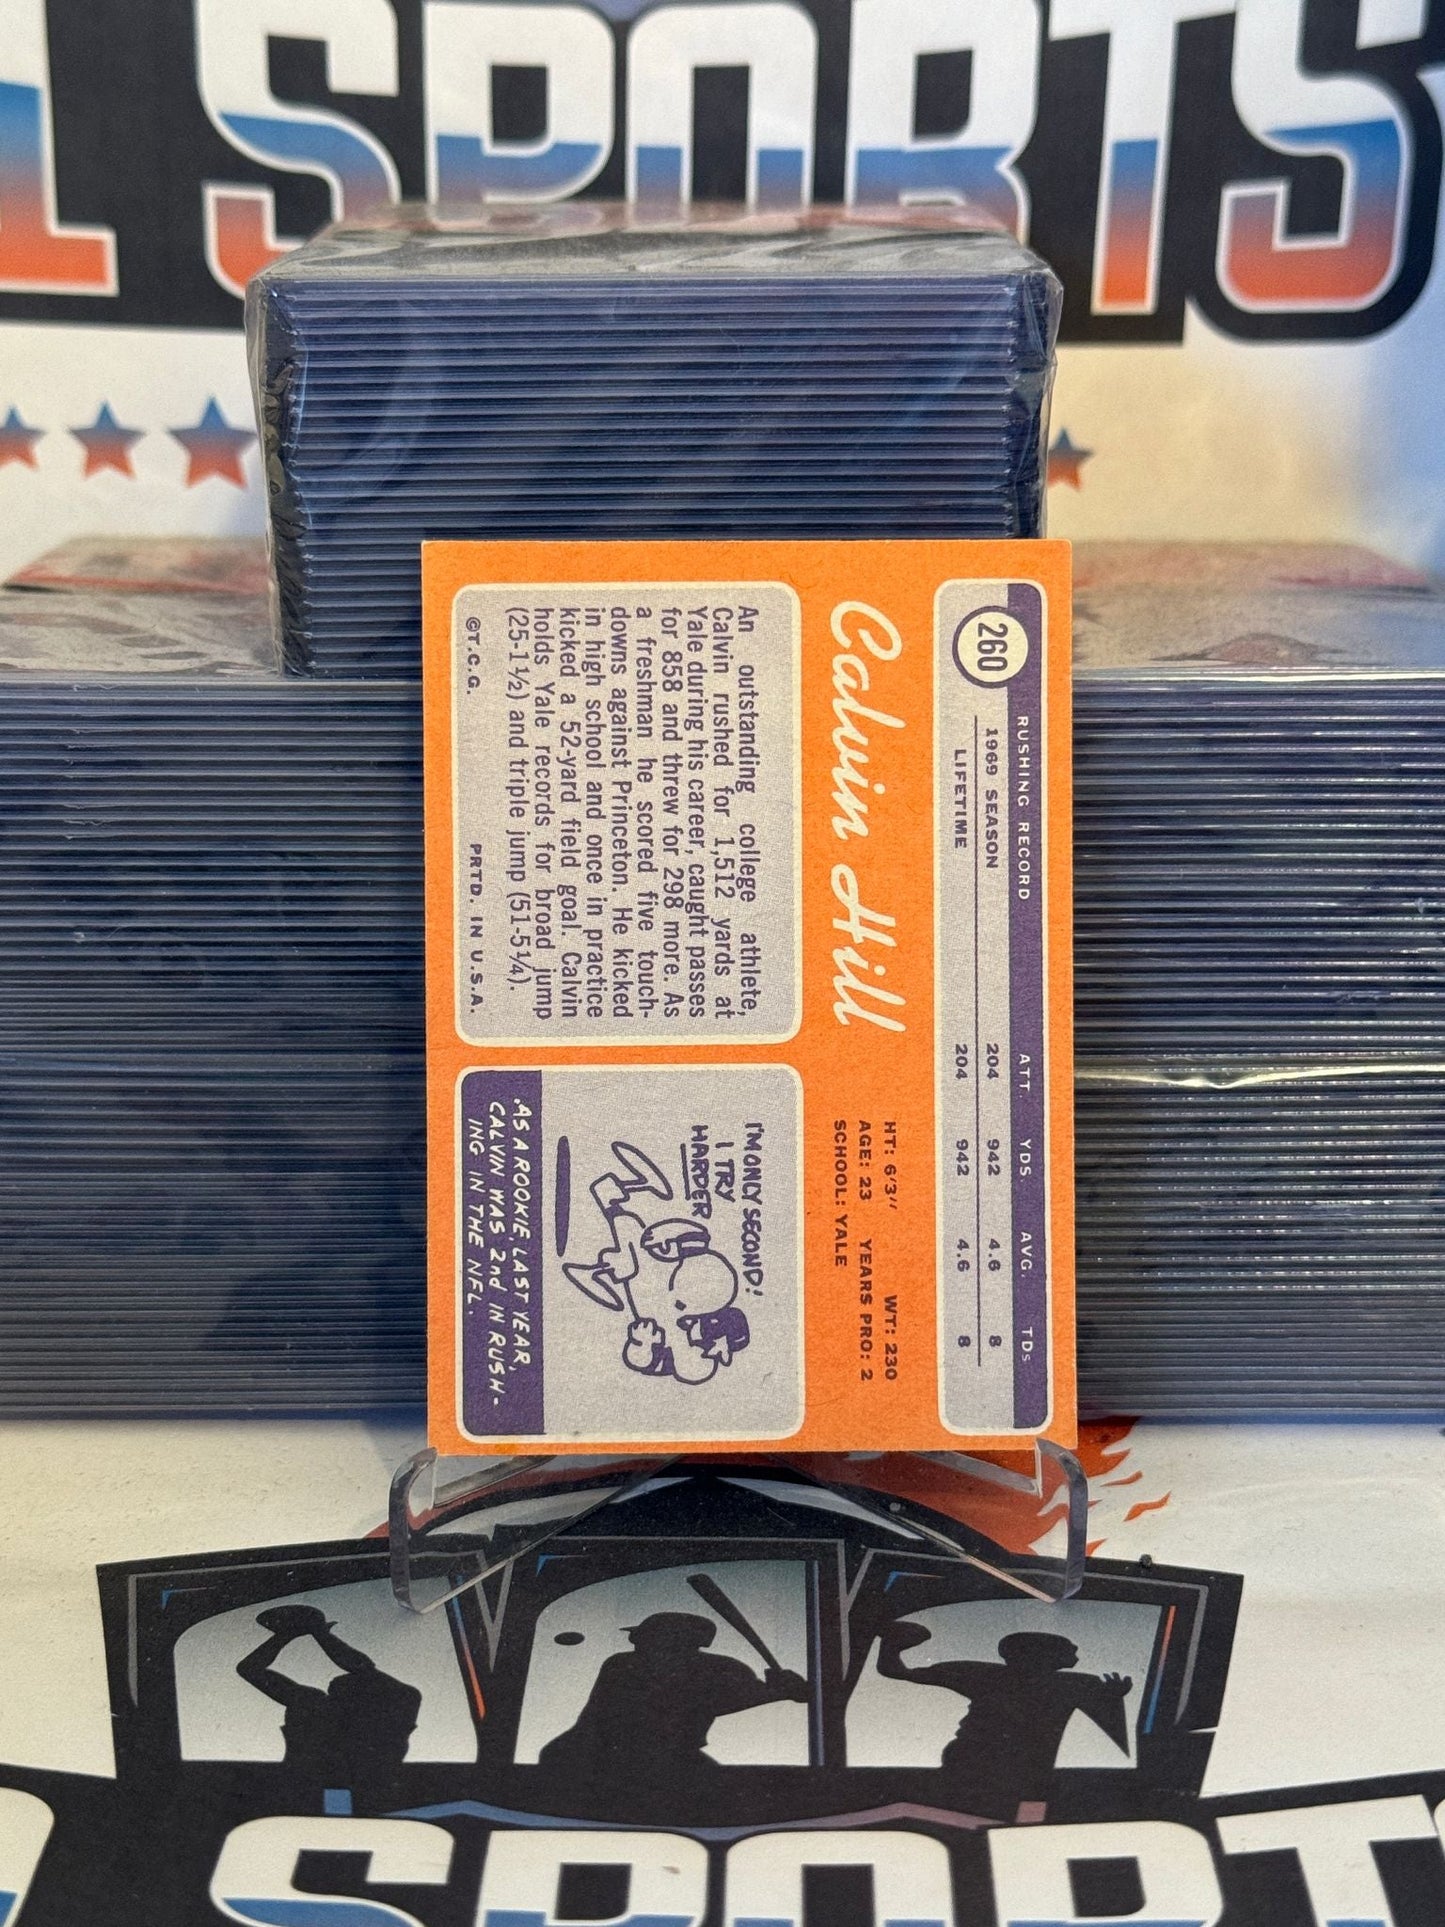 SPORTS
260
RUSHING RECORD ATT. YDS. AVG. TDs
1969 SEASON 204 942 4.6 8
LIFETIME 204 942 4.6 8
Calvin Hill
HT: 6'3" WT: 230
AGE: 23 YEARS PRO: 2
SCHOOL: YALE
An outstanding college athlete,
Calvin rushed for 1,512 yards at
Yale during his career, caught passes
for 858 and threw for 298 more. As
a freshman he scored five touch-
downs against Princeton. He kicked
in high school and once in practice
kicked a 52-yard field goal. Calvin
holds Yale records for broad jump
(25-1½) and triple jump (51-5¼).
©T.C.G. PRTD. IN U.S.A.
I'M ONLY SECOND!
I TRY
HARDER
AS A ROOKIE, LAST YEAR,
CALVIN WAS 2nd IN RUSH-
ING IN THE NFL.
SPORTS